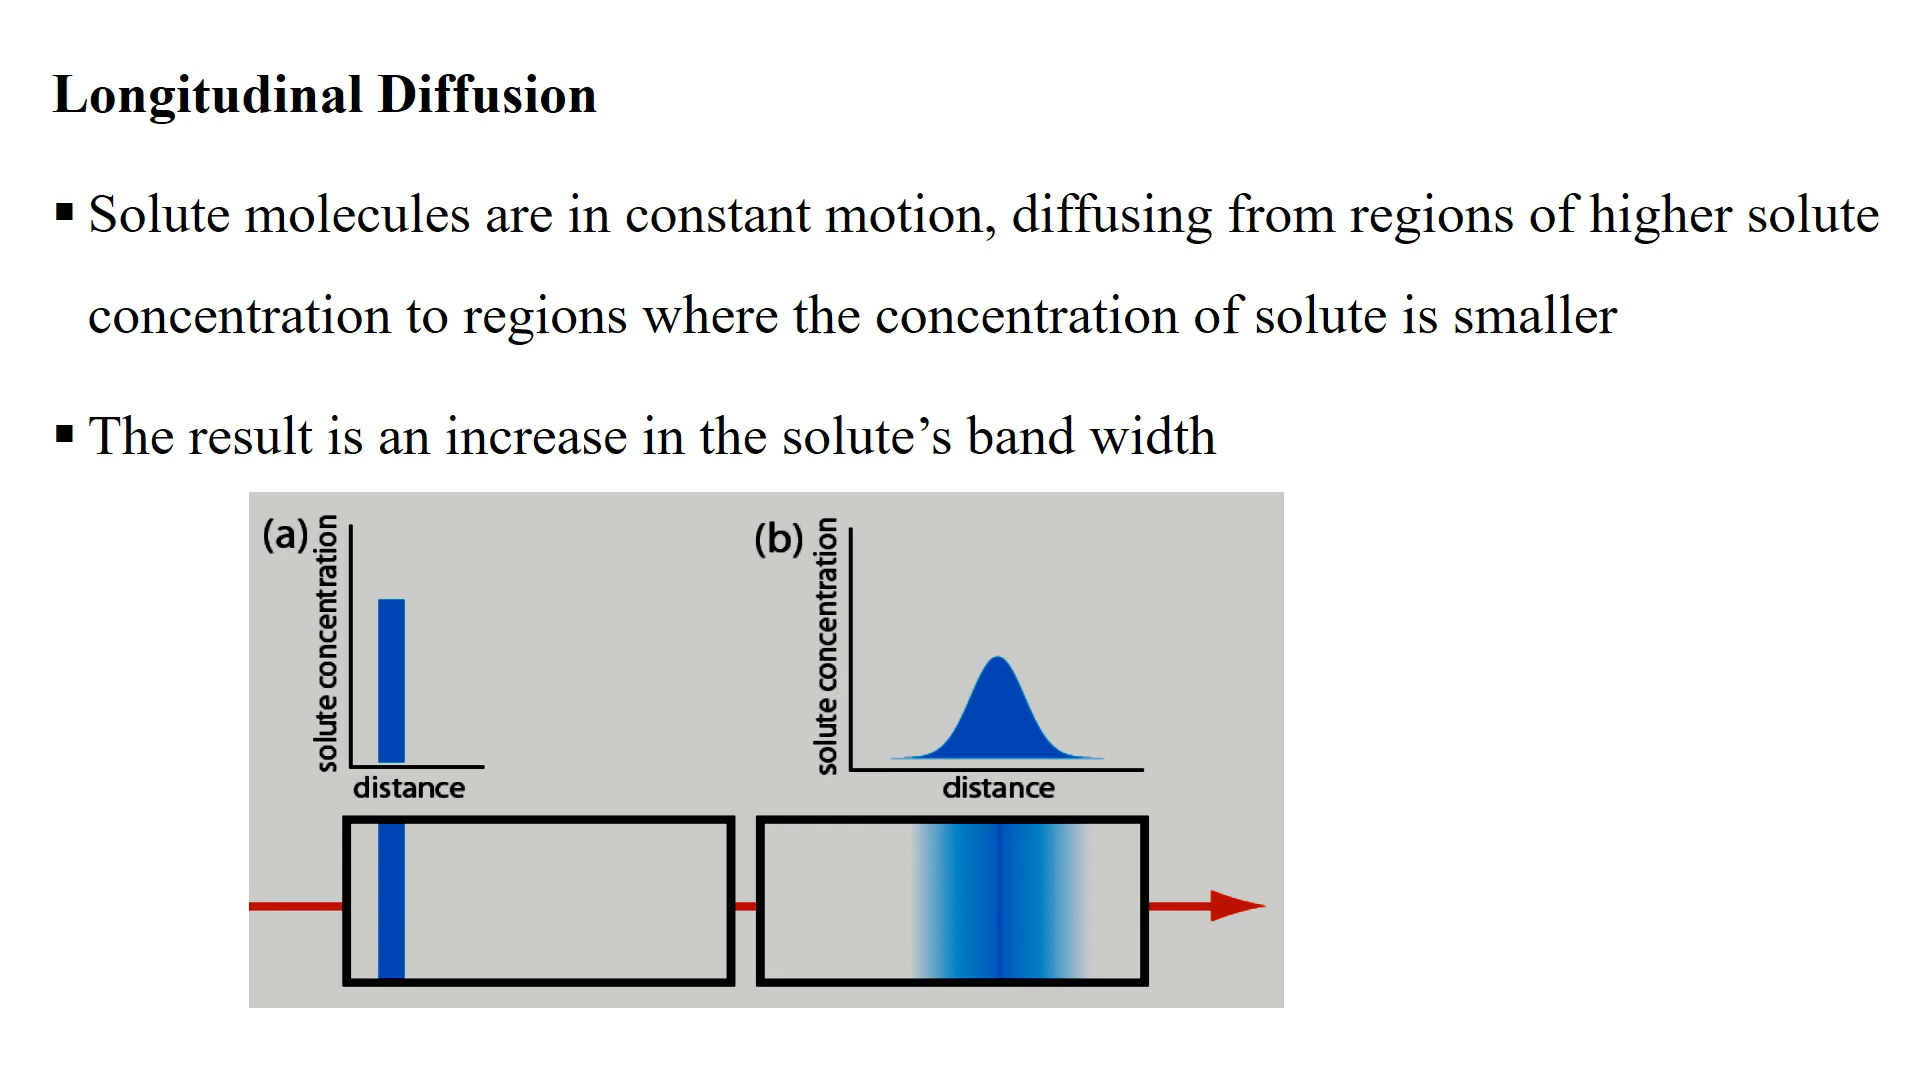 Longitudinal Diffusion
▪ Solute molecules are in constant motion, diffusing from regions of higher solute
concentration to regions where the concentration of solute is smaller
▪ The result is an increase in the solute’s band width
(a)
solute concentration
distance
(b)
solute concentration
distance